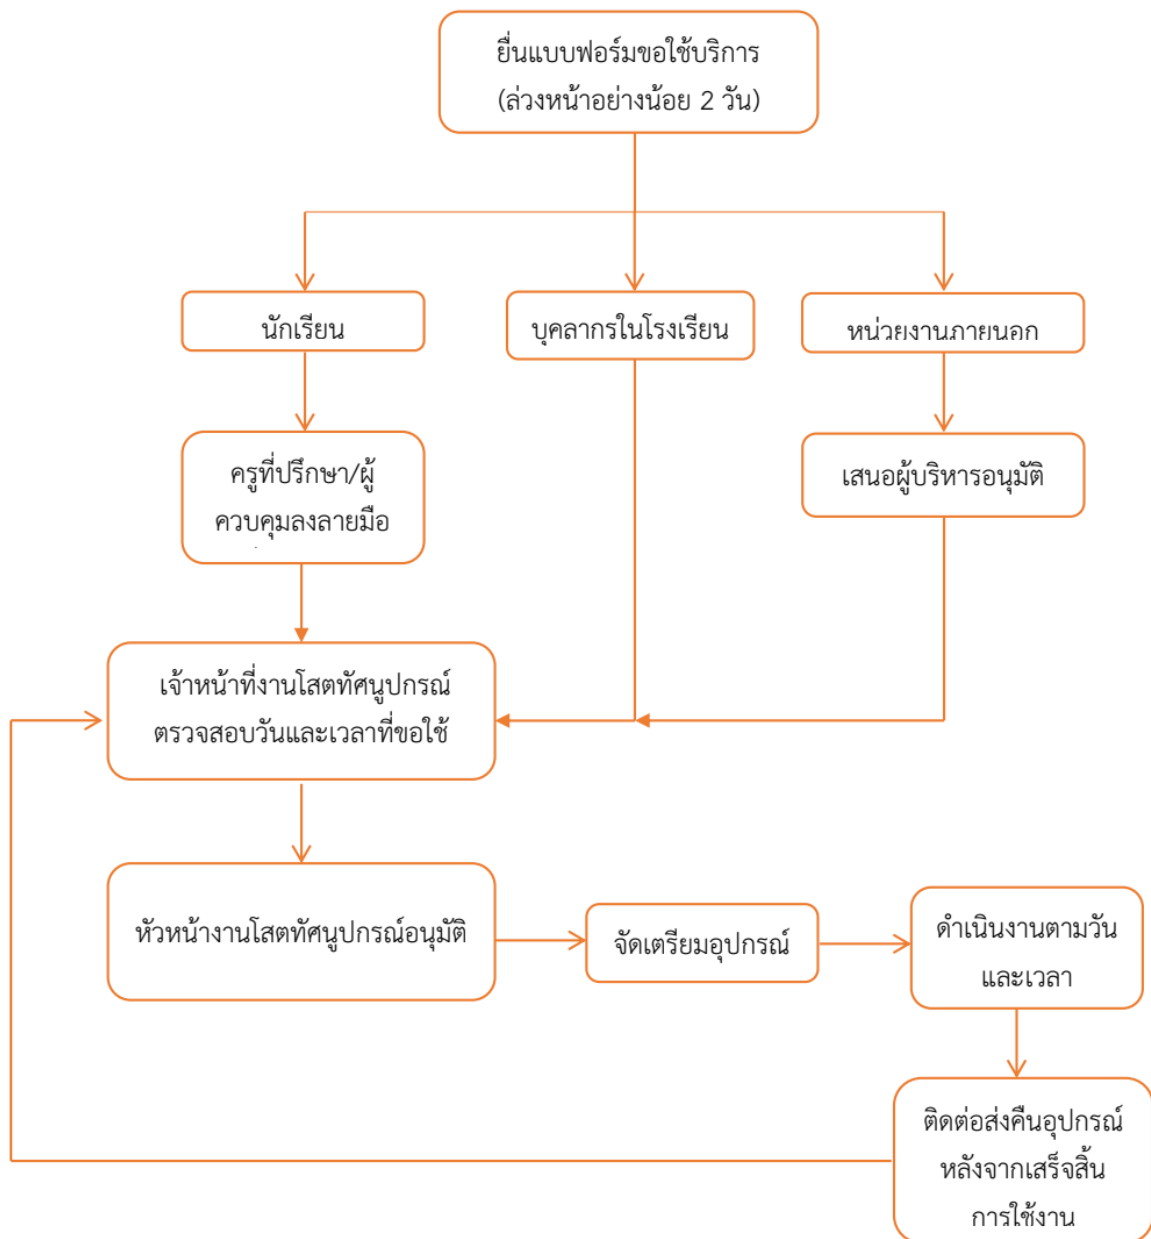 ยื่นแบบฟอร์มขอใช้บริการ
(ล่วงหน้าอย่างน้อย 2 วัน)
นักเรียน
บุคลากรในโรงเรียน
หน่วยงานภายนอก
ครูที่ปรึกษา/ผู้
ควบคุมลงลายมือ
เสนอผู้บริหารอนุมัติ
เจ้าหน้าที่งานโสตทัศนูปกรณ์
ตรวจสอบวันและเวลาที่ขอใช้
หัวหน้างานโสตทัศนูปกรณ์อนุมัติ
จัดเตรียมอุปกรณ์
ดำเนินงานตามวัน
และเวลา
ติดต่อส่งคืนอุปกรณ์
หลังจากเสร็จสิ้น
การใช้งาน